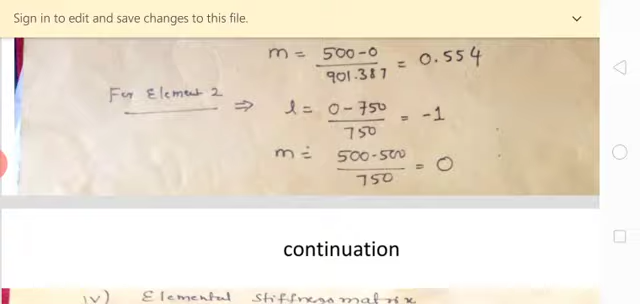 Sign in to edit and save changes to this file.
m = 500-0 / 901.387 = 0.554
For Element 2 ⇒ l = 0-750 / 750 = -1
m = 500-500 / 750 = 0
continuation
iv) Elemental stiffness matrix